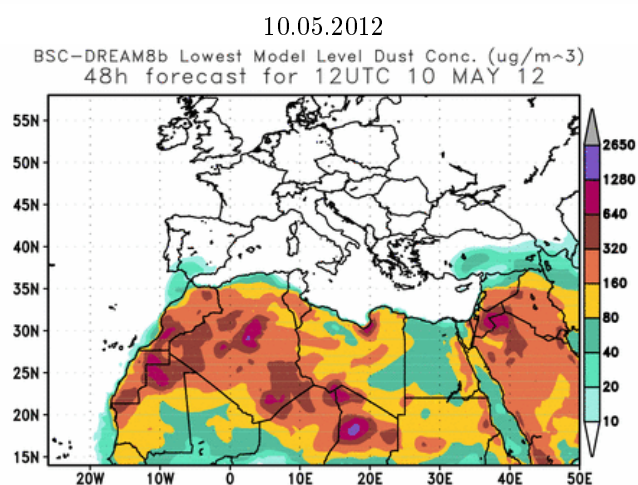 10.05.2012
BSC-DREAM8b Lowest Model Level Dust Conc. (ug/m^3)
48h forecast for 12UTC 10 MAY 12
55N
50N
45N
40N
35N
30N
25N
20N
15N
20W 10W 0 10E 20E 30E 40E 50E
2650
1280
640
320
160
80
40
20
10